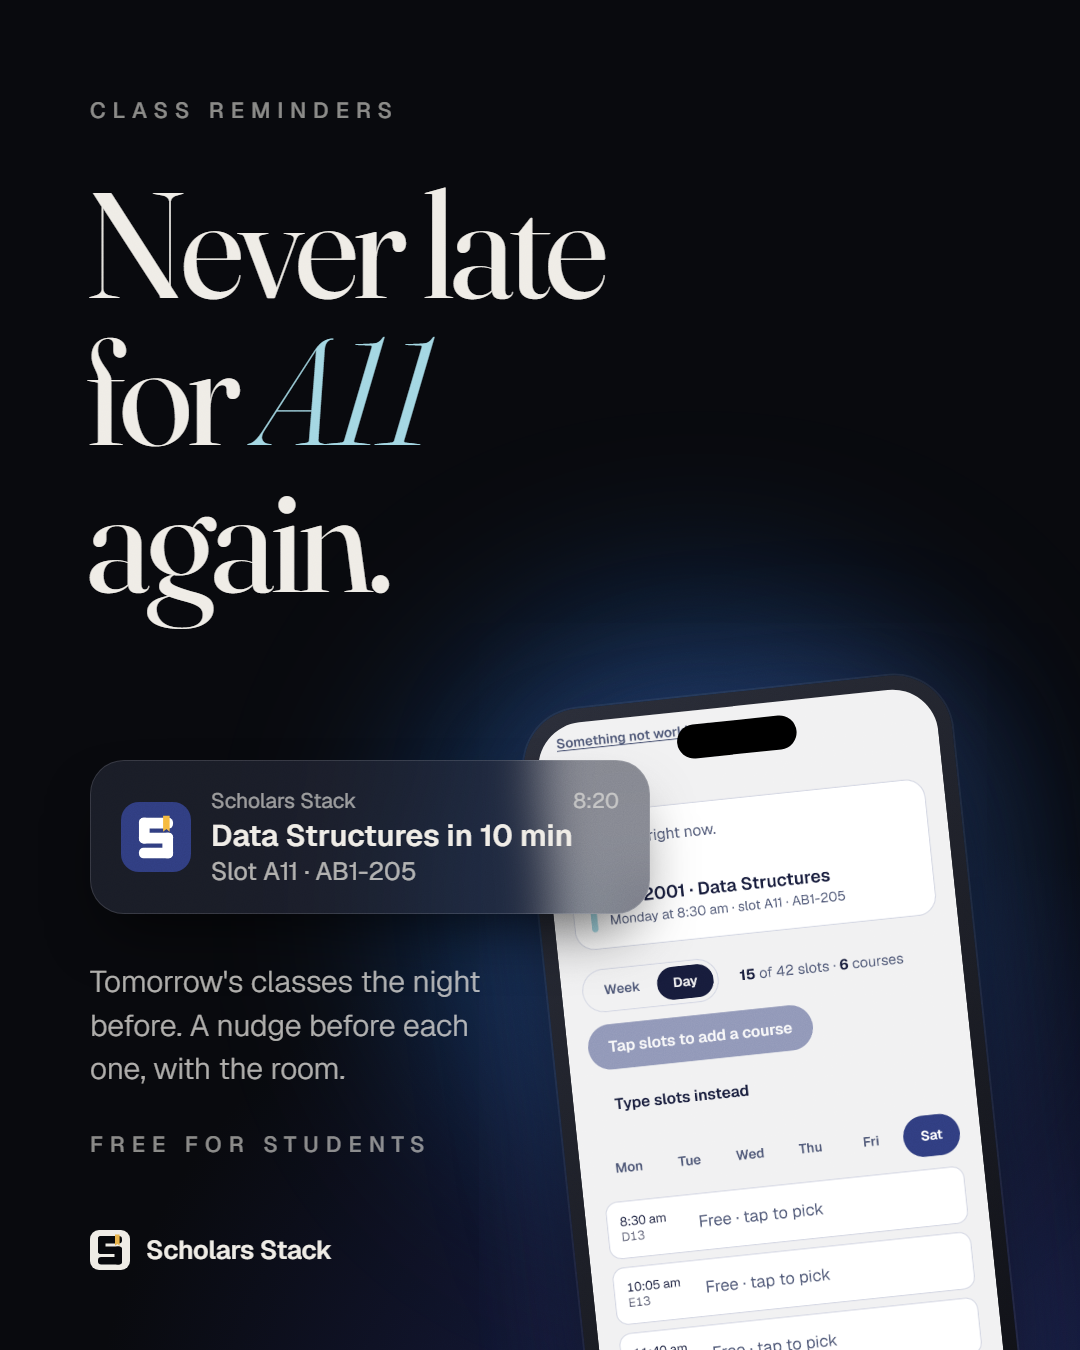 CLASS REMINDERS
Never late
for A11
again.
Something not
Scholars Stack
8:20
Data Structures in 10 min
Slot A11 · AB1-205
right now.
2001 · Data Structures
Monday at 8:30 am · slot A11 · AB1-205
Week
Day
15 of 42 slots · 6 courses
Tap slots to add a course
Type slots instead
Mon Tue Wed Thu Fri Sat
8:30 am
D13
Free · tap to pick
10:05 am
E13
Free · tap to pick
Free · tap to pick
Tomorrow's classes the night
before. A nudge before each
one, with the room.
FREE FOR STUDENTS
Scholars Stack